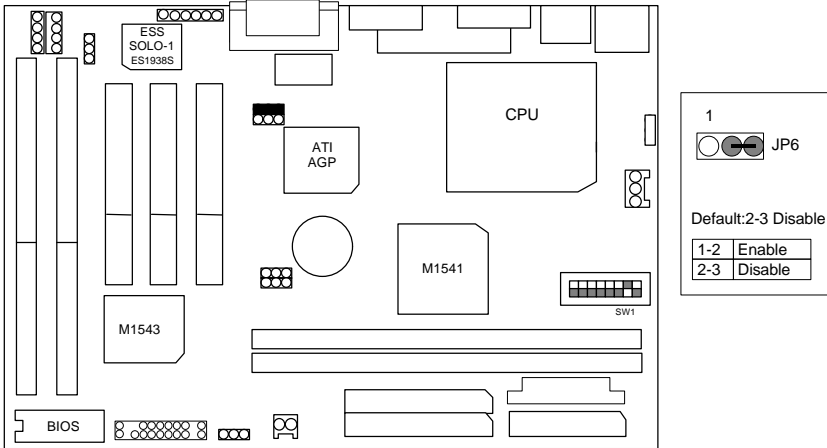 ESS
SOLO-1
ES1938S
CPU
ATI
AGP
M1541
SW1
M1543
BIOS
1
JP6
Default:2-3 Disable
1-2 Enable
2-3 Disable